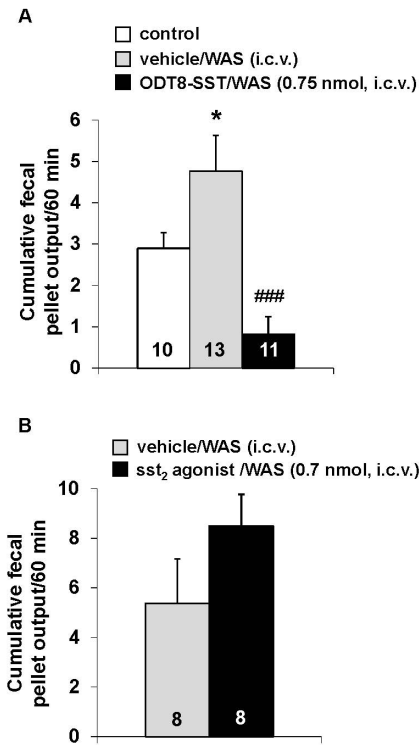 A
control
vehicle/WAS (i.c.v.)
ODT8-SST/WAS (0.75 nmol, i.c.v.)
Cumulative fecal
pellet output/60 min
6
5
4
3
2
1
0
*
###
10
13
11
B
vehicle/WAS (i.c.v.)
sst₂ agonist /WAS (0.7 nmol, i.c.v.)
Cumulative fecal
pellet output/60 min
10
8
6
4
2
0
8
8